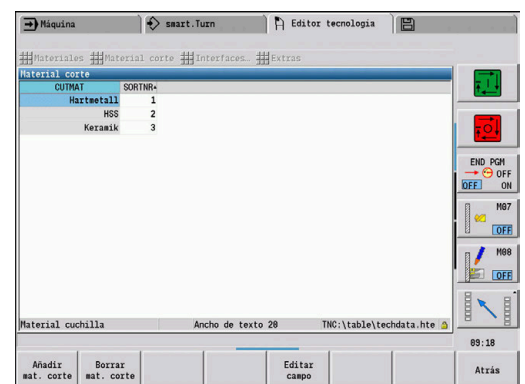 Máquina smart.Turn Editor tecnología
Materiales Material corte Interfaces… Extras
Material corte
CUTMAT SORTNR
Hartmetall 1
HSS 2
Keramik 3
END PGM
OFF
OFF ON
M07
OFF
M08
OFF
Material cuchilla Ancho de texto 20 TNC:\table\techdata.hte
09:18
Añadir mat. corte
Borrar mat. corte
Editar campo
Atrás